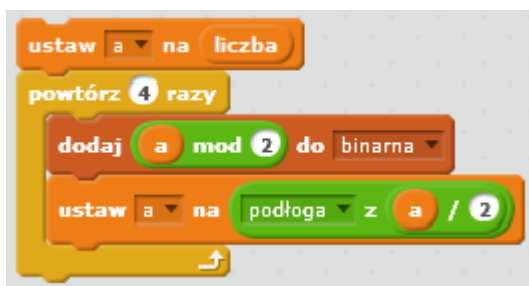 ustaw a na liczba
powtórz 4 razy
dodaj a mod 2 do binarna
ustaw a na podłoga z a / 2